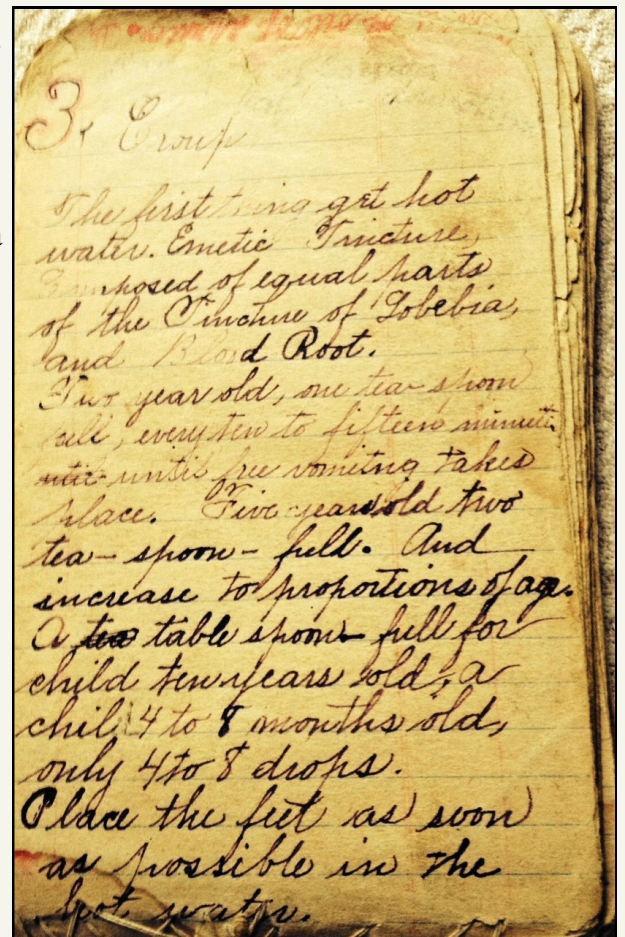 3. Croup
The first thing get hot
water. Emetic Tincture,
Composed of equal parts
of the Tincture of Lobebia,
and Blood Root.
Two year old, one tea-spoon
full, every ten to fifteen minuets
until free vomiting takes
place. Five years old two
tea-spoon-full. And
increase to proportions of age.
A tea table spoon-full for
child ten years old, a
chil 4 to 8 months old,
only 4 to 8 drops.
Place the feet as soon
as possible in the
hot water.